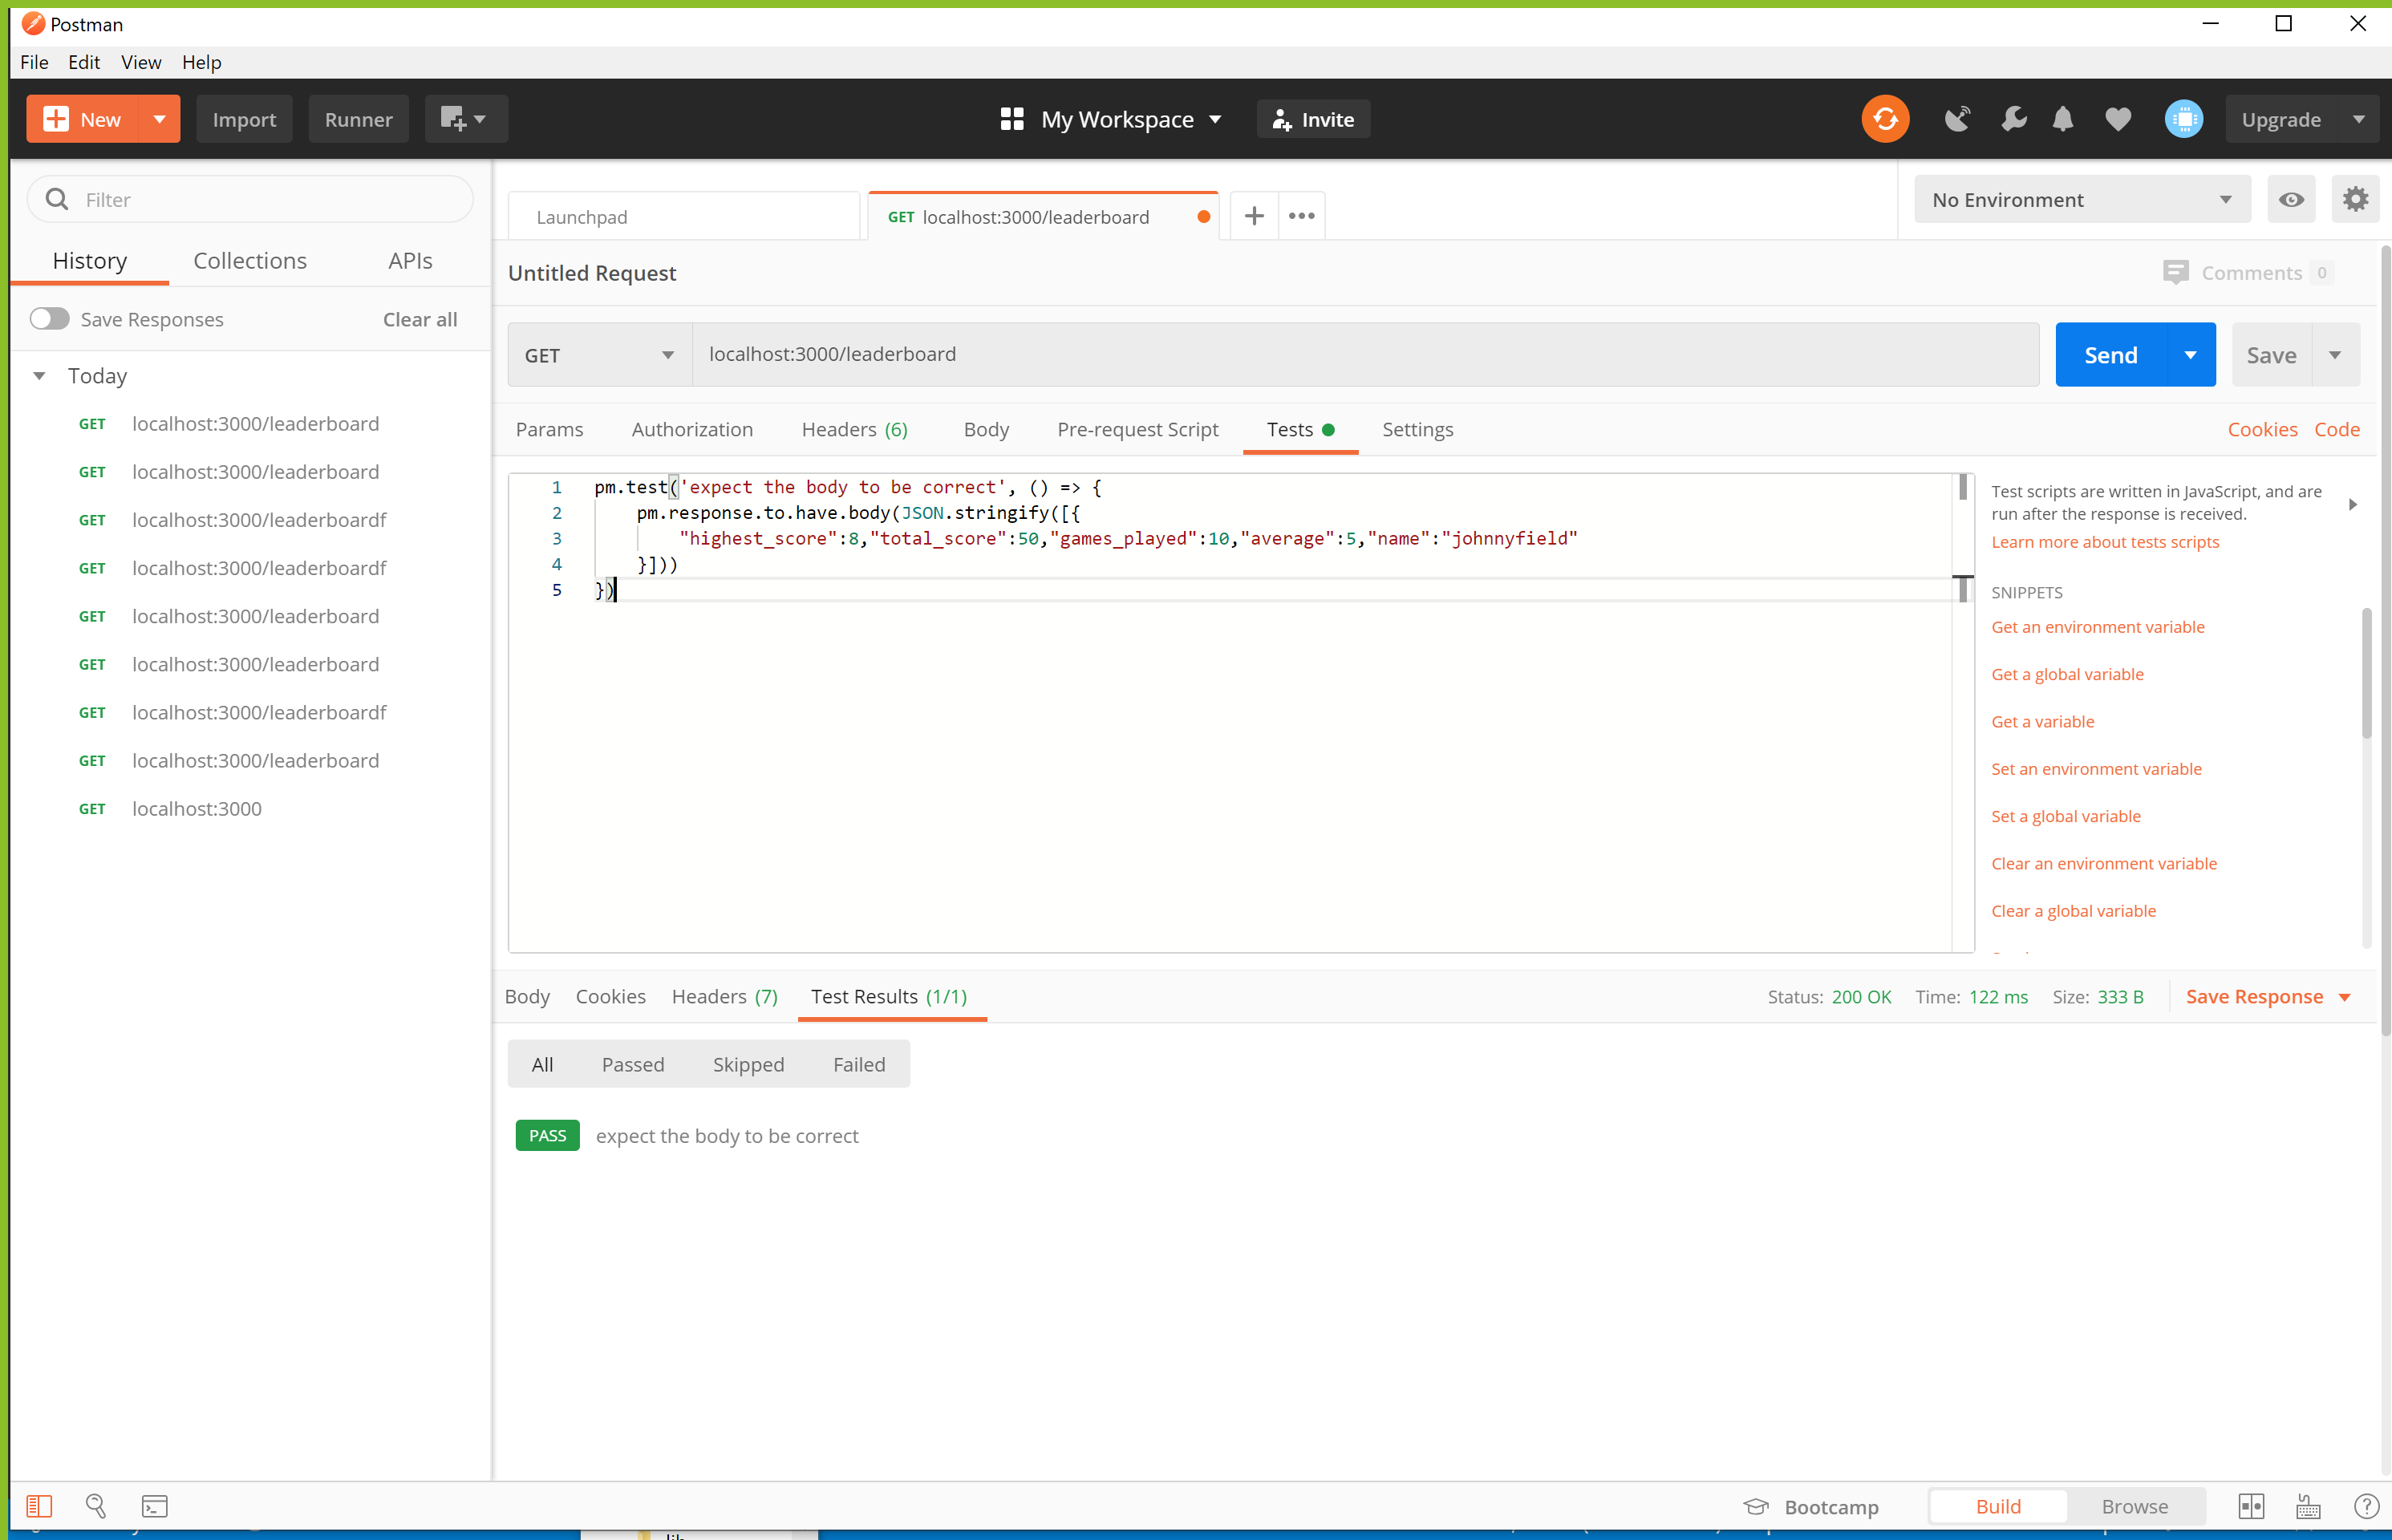 Postman
File Edit View Help
New Import Runner My Workspace Invite Upgrade
Filter
History Collections APIs
Save Responses Clear all
Today
GET localhost:3000/leaderboard
GET localhost:3000/leaderboard
GET localhost:3000/leaderboardf
GET localhost:3000/leaderboardf
GET localhost:3000/leaderboard
GET localhost:3000/leaderboard
GET localhost:3000/leaderboardf
GET localhost:3000/leaderboard
GET localhost:3000
Launchpad GET localhost:3000/leaderboard
No Environment
Untitled Request Comments 0
GET localhost:3000/leaderboard Send Save
Params Authorization Headers (6) Body Pre-request Script Tests Settings Cookies Code
1 pm.test('expect the body to be correct', () => {
2 pm.response.to.have.body(JSON.stringify([{
3 "highest_score":8,"total_score":50,"games_played":10,"average":5,"name":"johnnyfield"
4 }]))
5 })
Test scripts are written in JavaScript, and are
run after the response is received.
Learn more about tests scripts
SNIPPETS
Get an environment variable
Get a global variable
Get a variable
Set an environment variable
Set a global variable
Clear an environment variable
Clear a global variable
Body Cookies Headers (7) Test Results (1/1) Status: 200 OK Time: 122 ms Size: 333 B Save Response
All Passed Skipped Failed
PASS expect the body to be correct
Bootcamp Build Browse